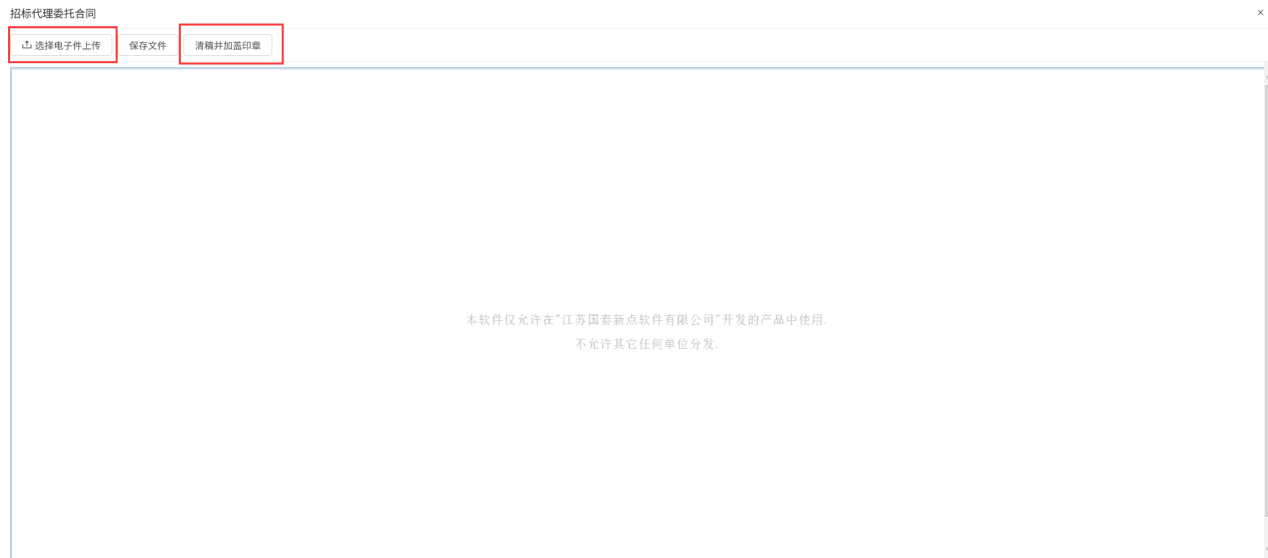 招标代理委托合同
选择电子件上传 保存文件 清稿并加盖印章
本软件仅允许在"江苏国泰新点软件有限公司"开发的产品中使用.
不允许其它任何单位分发.